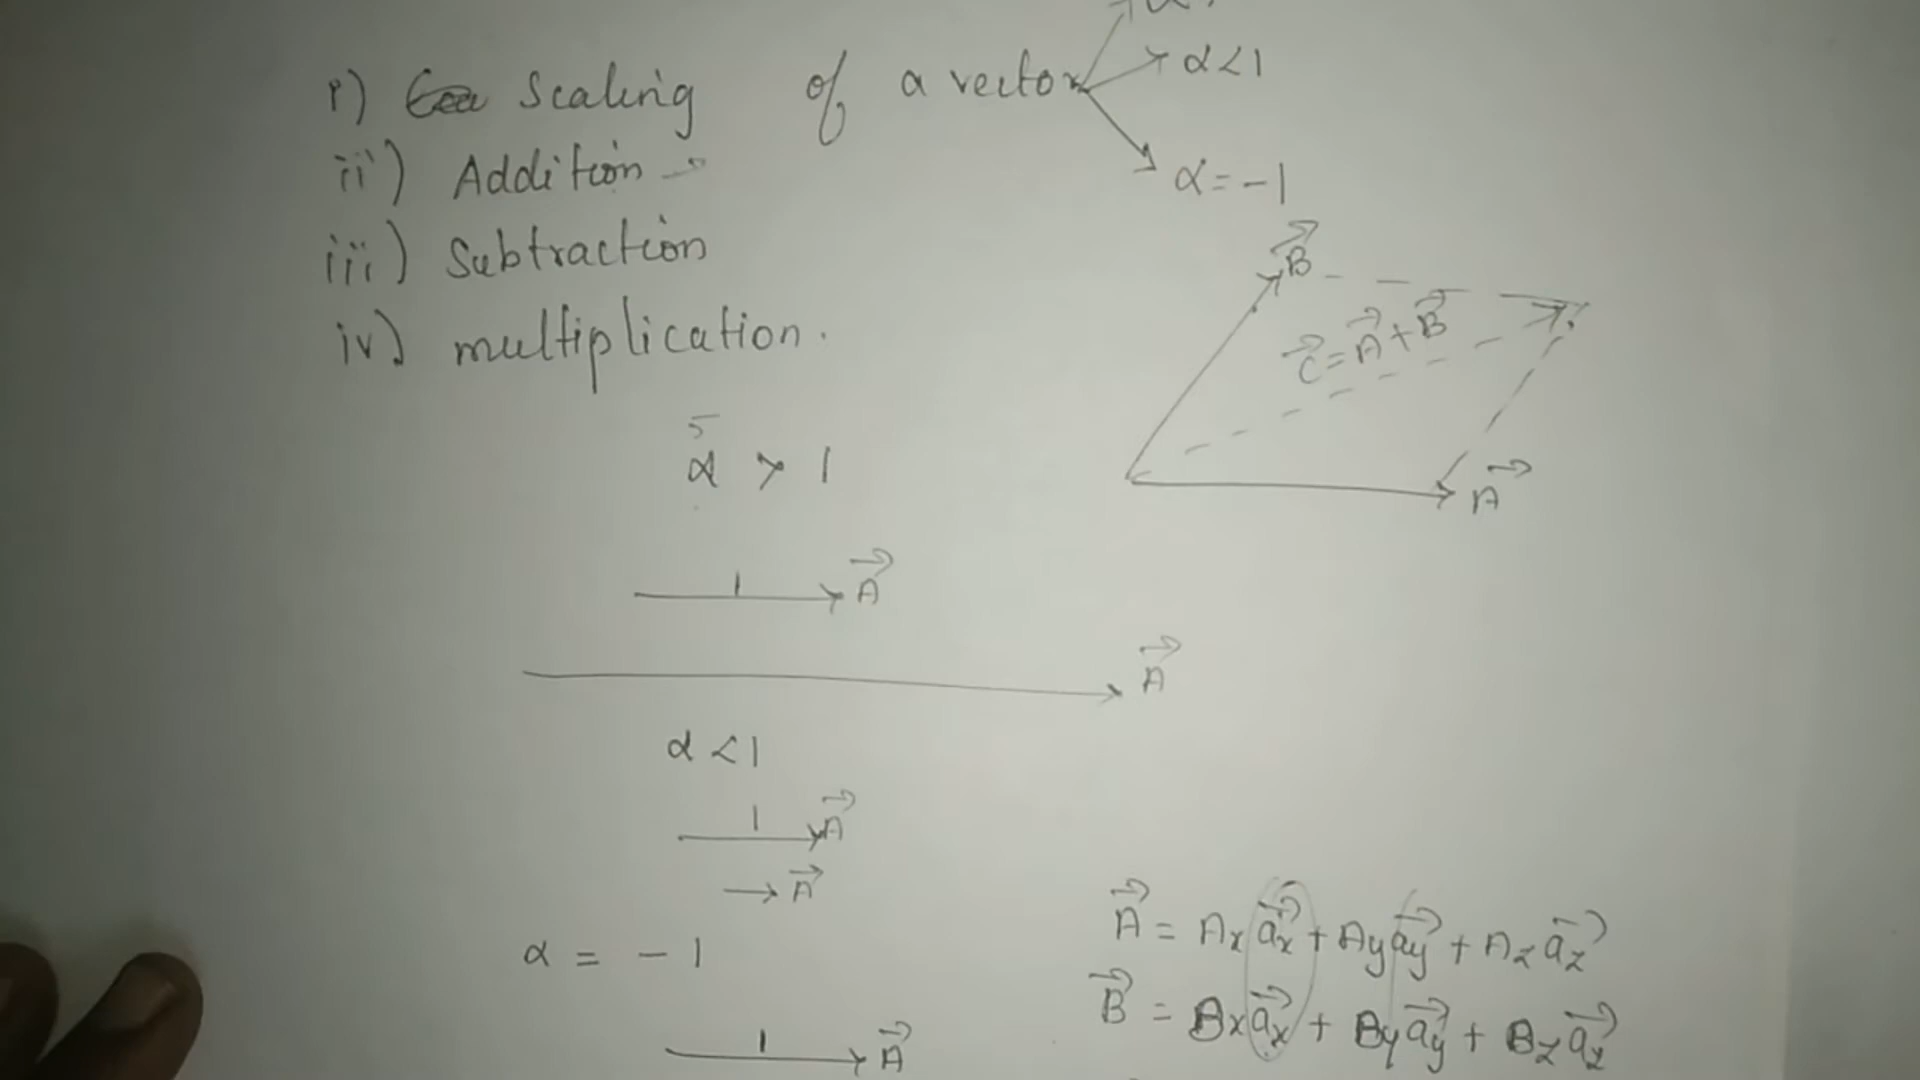 i) Scaling of a vector
α<1
α=-1
ii) Addition
iii) Subtraction
iv) multiplication.
B⃗
C⃗=A⃗+B⃗
A⃗
5
α > 1
1 A⃗
A⃗
α<1
1 A⃗
A⃗
α = -1
1 A⃗
A⃗ = Ax a⃗x + Ay a⃗y + Az a⃗z
B⃗ = Bx a⃗x + By a⃗y + Bz a⃗z